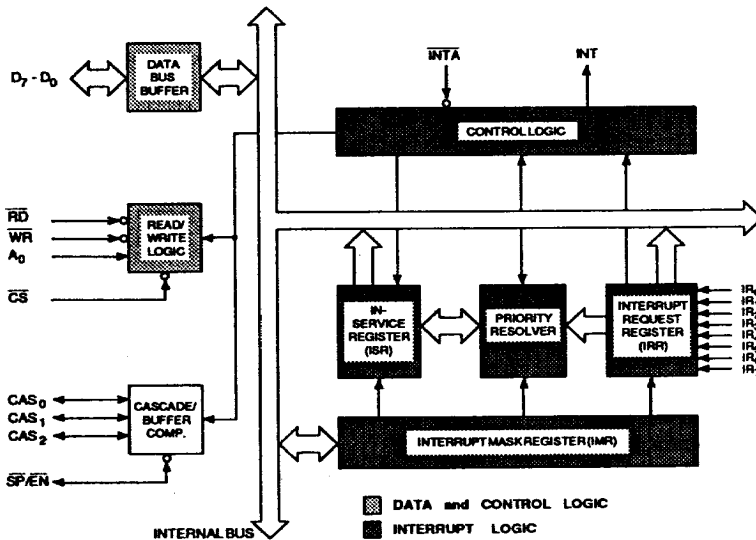 D7 - D0
DATA
BUS
BUFFER
INTA
INT
CONTROL LOGIC
RD
WR
A0
CS
READ/
WRITE
LOGIC
IN-
SERVICE
REGISTER
(ISR)
PRIORITY
RESOLVER
INTERRUPT
REQUEST
REGISTER
(IRR)
CAS0
CAS1
CAS2
SP/EN
CASCADE/
BUFFER
COMP.
INTERRUPT MASK REGISTER (IMR)
INTERNAL BUS
DATA and CONTROL LOGIC
INTERRUPT LOGIC